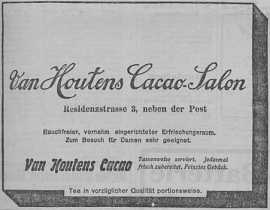 Van Houtens Cacao-Salon
Residenzstrasse 3, neben der Post
Rauchfreier, vornehm eingerichteter Erfrischungsraum.
Zum Besuch für Damen sehr geeignet.
Van Houtens Cacao Tassenweise serviert. Jedesmal
frisch zubereitet. Feinstes Gebäck.
Tee in vorzüglicher Qualität portionsweise.